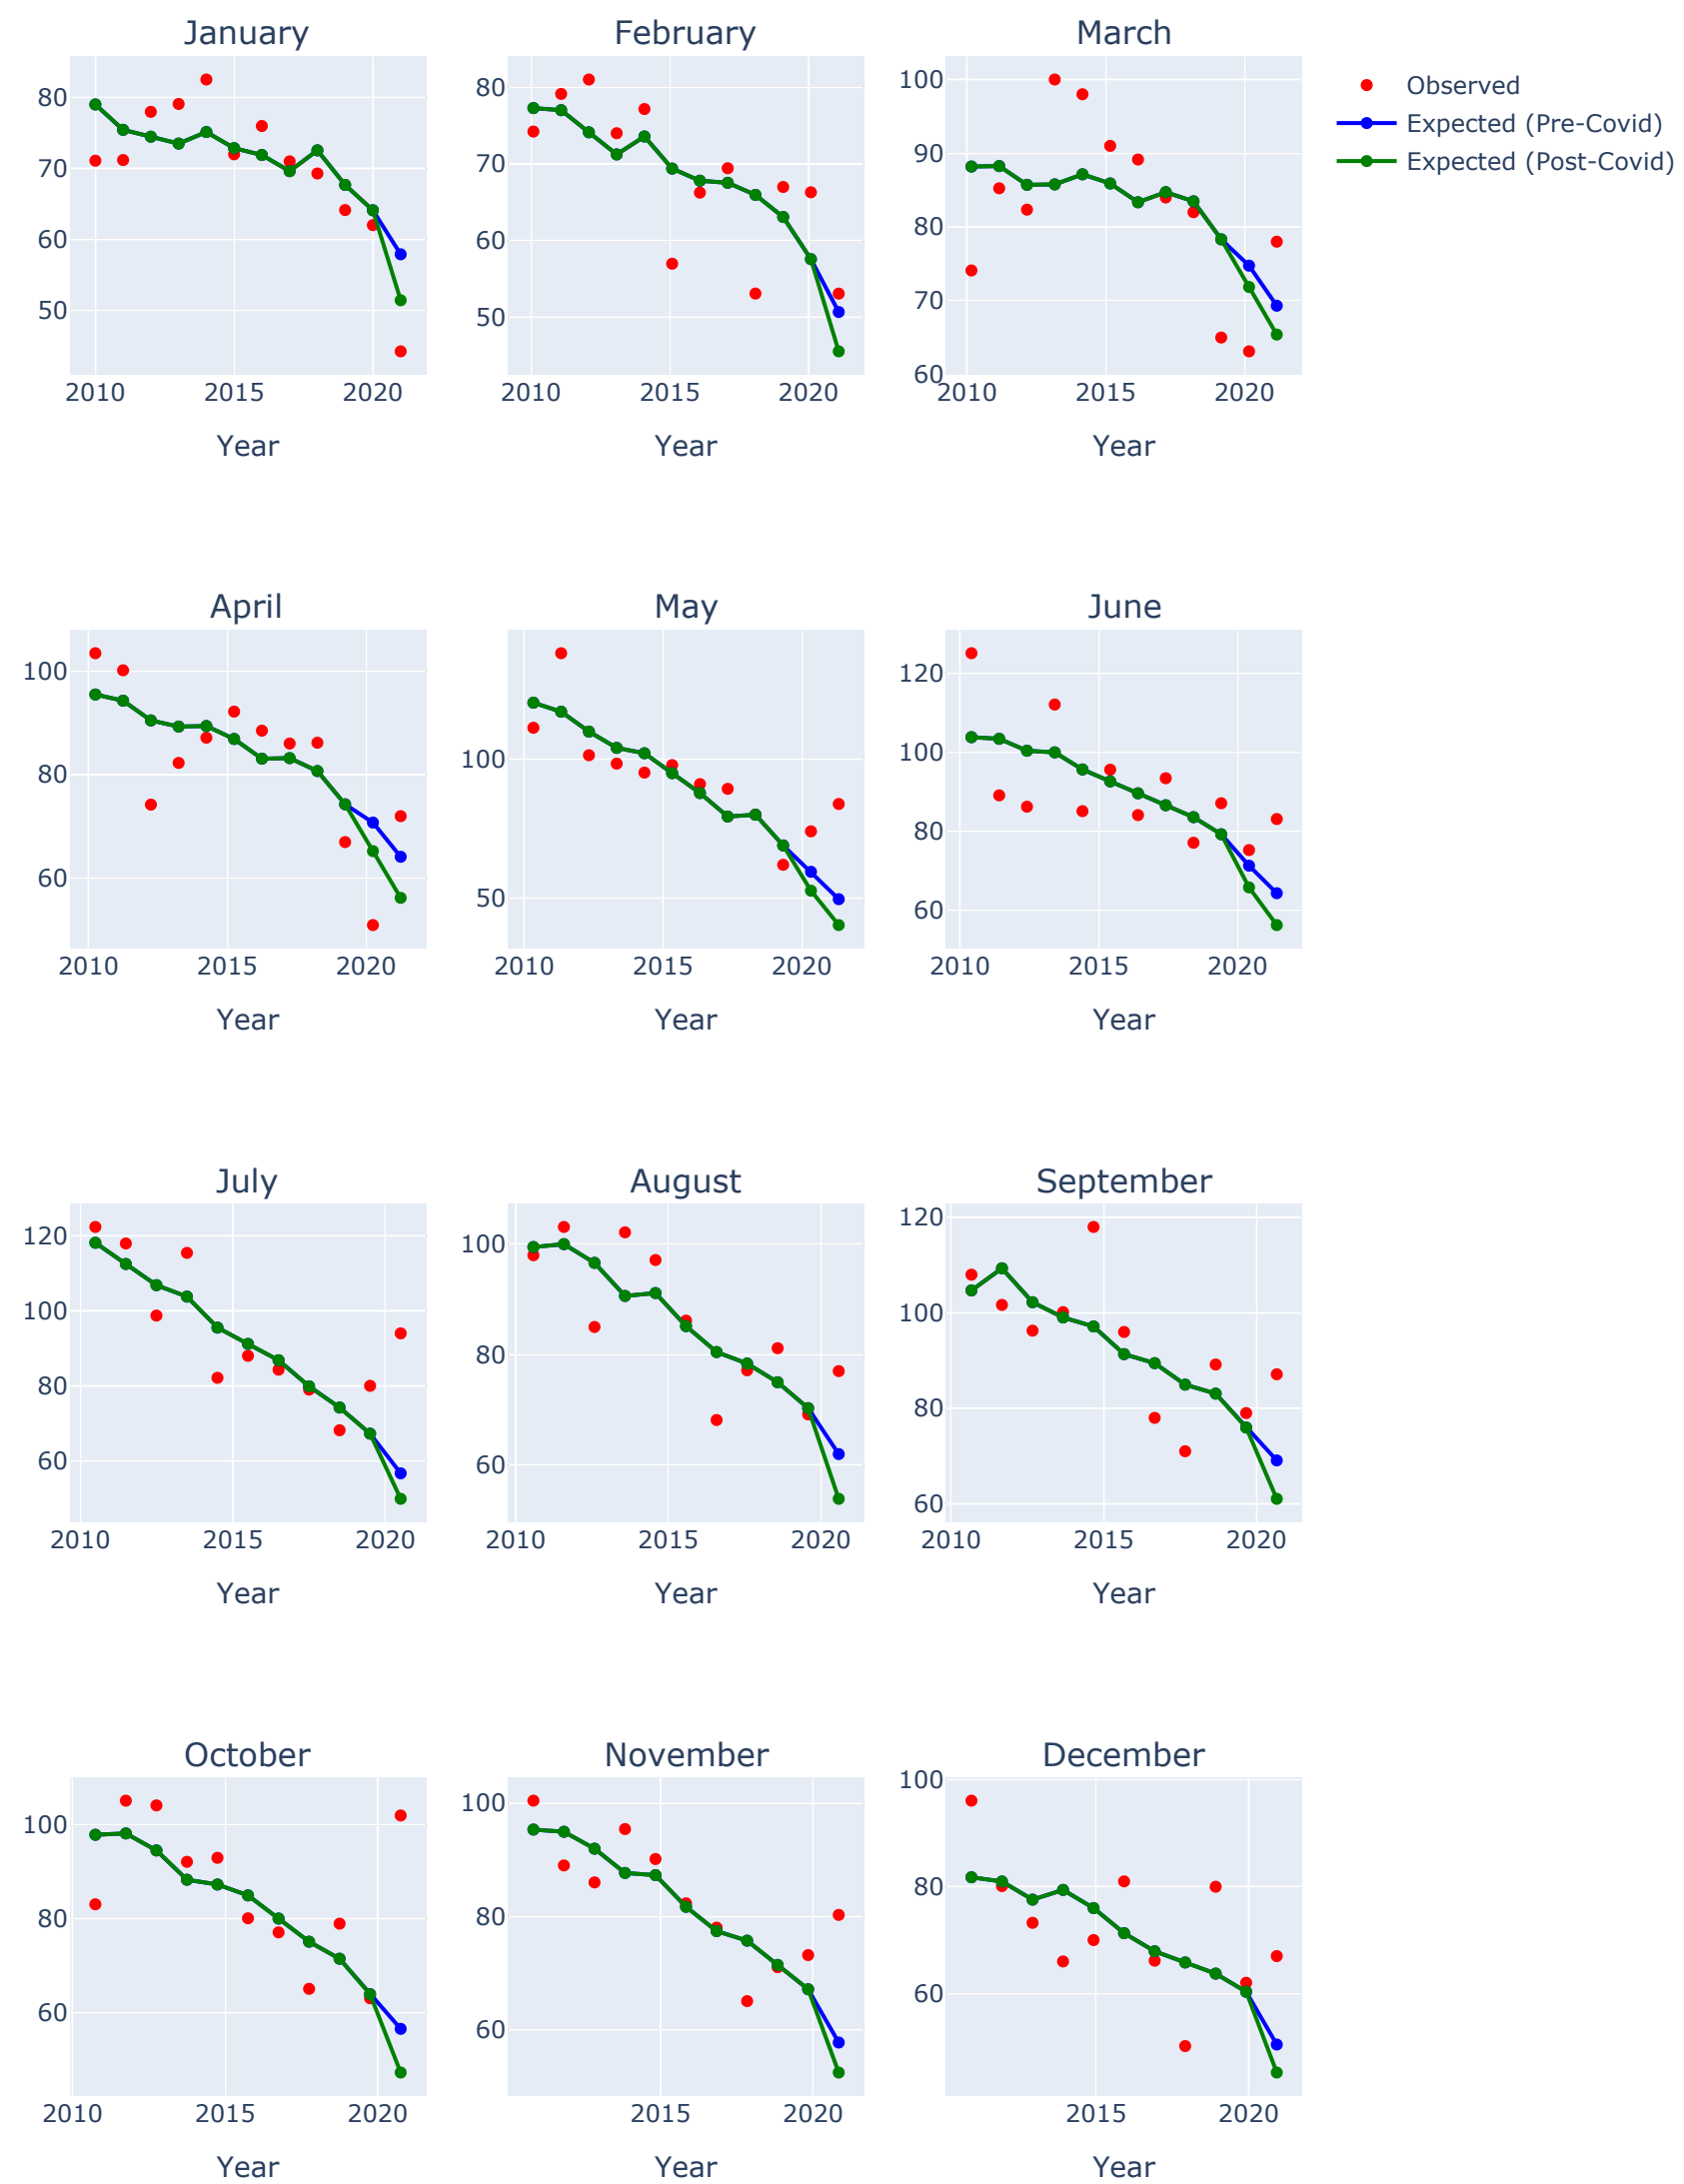 January February March
80
70
60
50
2010 2015 2020
Year
80
70
60
50
2010 2015 2020
Year
100
90
80
70
60
2010 2015 2020
Year
Observed
Expected (Pre-Covid)
Expected (Post-Covid)
April May June
100
80
60
2010 2015 2020
Year
100
50
2010 2015 2020
Year
120
100
80
60
2010 2015 2020
Year
July August September
120
100
80
60
2010 2015 2020
Year
100
80
60
2010 2015 2020
Year
120
100
80
60
2010 2015 2020
Year
October November December
100
80
60
2010 2015 2020
Year
100
80
60
2015 2020
Year
100
80
60
2015 2020
Year